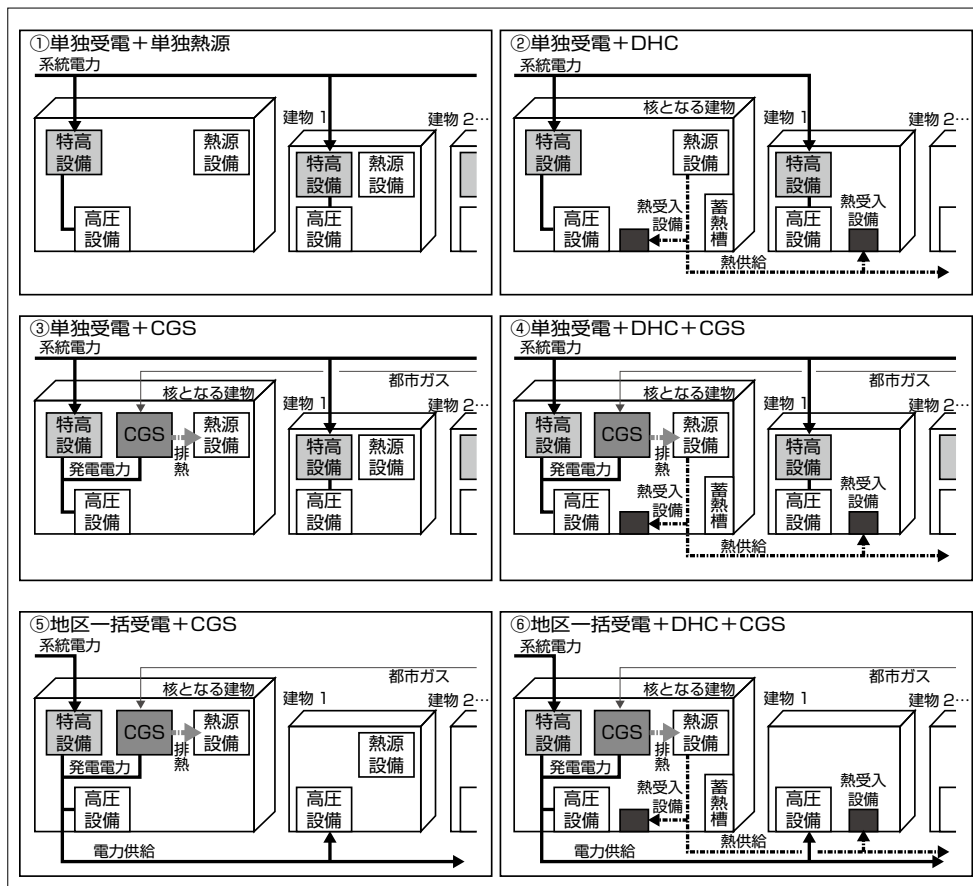 ①単独受電+単独熱源
系統電力
特高
設備
熱源
設備
高圧
設備
建物 1
特高
設備
熱源
設備
高圧
設備
建物 2…
②単独受電+DHC
系統電力
核となる建物
特高
設備
熱源
設備
高圧
設備
熱受入
設備
蓄熱槽
熱供給
建物 1
特高
設備
高圧
設備
熱受入
設備
建物 2…
③単独受電+CGS
系統電力
都市ガス
核となる建物
特高
設備
CGS
排熱
熱源
設備
発電電力
高圧
設備
建物 1
特高
設備
熱源
設備
高圧
設備
建物 2…
④単独受電+DHC+CGS
系統電力
都市ガス
核となる建物
特高
設備
CGS
排熱
熱源
設備
発電電力
高圧
設備
熱受入
設備
蓄熱槽
熱供給
建物 1
特高
設備
高圧
設備
熱受入
設備
建物 2…
⑤地区一括受電+CGS
系統電力
都市ガス
核となる建物
特高
設備
CGS
排熱
熱源
設備
発電電力
高圧
設備
電力供給
建物 1
熱源
設備
高圧
設備
建物 2…
⑥地区一括受電+DHC+CGS
系統電力
都市ガス
核となる建物
特高
設備
CGS
排熱
熱源
設備
発電電力
高圧
設備
熱受入
設備
蓄熱槽
電力供給
熱供給
建物 1
高圧
設備
熱受入
設備
建物 2…